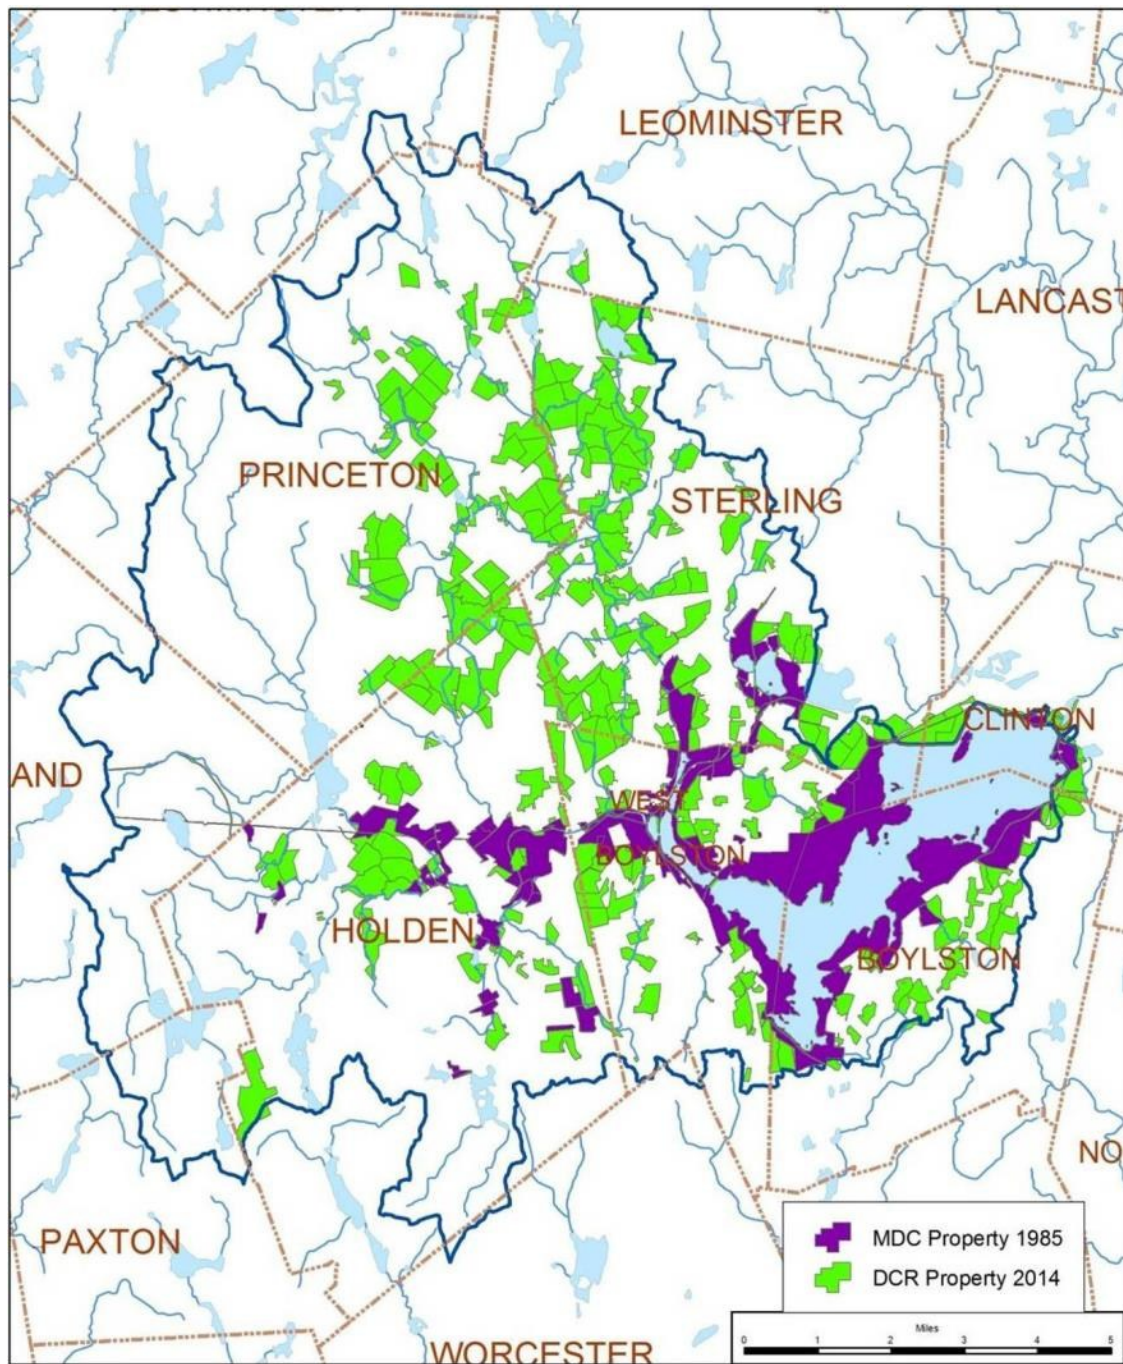 LEOMINSTER
LANCAST
PRINCETON
STERLING
CLINTON
AND
WEST
BOYLSTON
HOLDEN
BOYLSTON
NO
PAXTON
WORCESTER
MDC Property 1985
DCR Property 2014
Miles
0 1 2 3 4 5